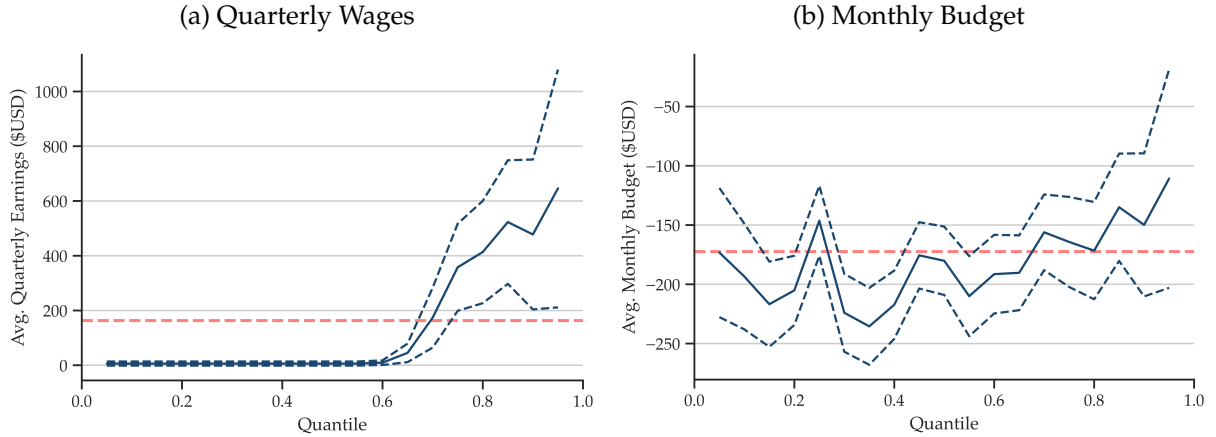 (a) Quarterly Wages
Avg. Quarterly Earnings ($USD)
1000
800
600
400
200
0
0.0 0.2 0.4 0.6 0.8 1.0
Quantile
(b) Monthly Budget
Avg. Monthly Budget ($USD)
−50
−100
−150
−200
−250
0.0 0.2 0.4 0.6 0.8 1.0
Quantile